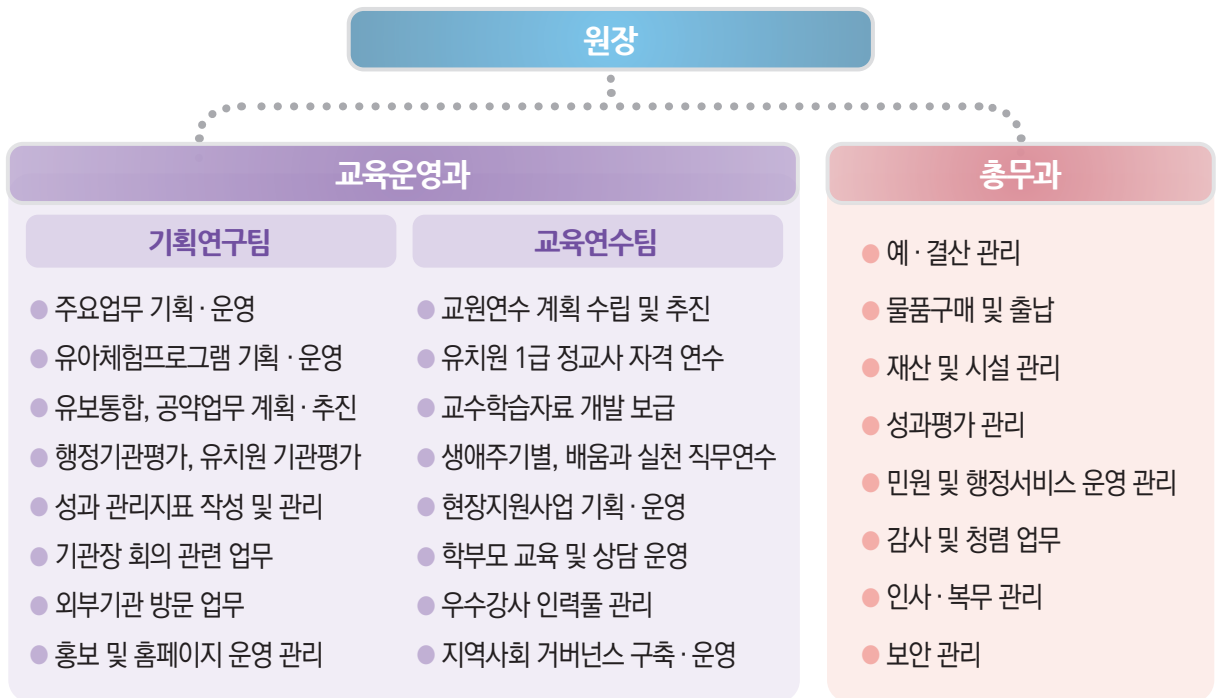 원장
교육운영과
기획연구팀
주요업무 기획 · 운영
유아체험프로그램 기획 · 운영
유보통합, 공약업무 계획 · 추진
행정기관평가, 유치원 기관평가
성과 관리지표 작성 및 관리
기관장 회의 관련 업무
외부기관 방문 업무
홍보 및 홈페이지 운영 관리
교육연수팀
교원연수 계획 수립 및 추진
유치원 1급 정교사 자격 연수
교수학습자료 개발 보급
생애주기별, 배움과 실천 직무연수
현장지원사업 기획 · 운영
학부모 교육 및 상담 운영
우수강사 인력풀 관리
지역사회 거버넌스 구축 · 운영
총무과
예 · 결산 관리
물품구매 및 출납
재산 및 시설 관리
성과평가 관리
민원 및 행정서비스 운영 관리
감사 및 청렴 업무
인사 · 복무 관리
보안 관리